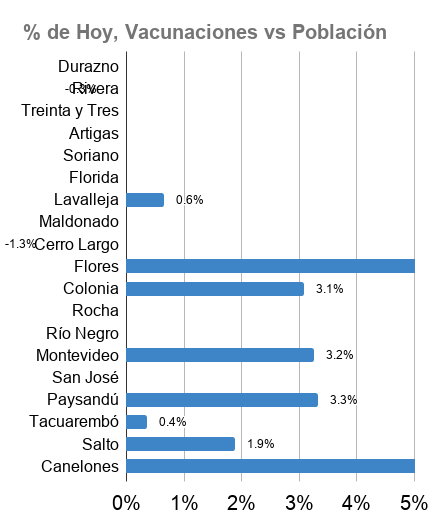 % de Hoy, Vacunaciones vs Población
Durazno
Rivera
Treinta y Tres
Artigas
Soriano
Florida
Lavalleja 0.6%
Maldonado
-1.3% Cerro Largo
Flores
Colonia 3.1%
Rocha
Río Negro
Montevideo 3.2%
San José
Paysandú 3.3%
Tacuarembó 0.4%
Salto 1.9%
Canelones
0% 1% 2% 3% 4% 5%